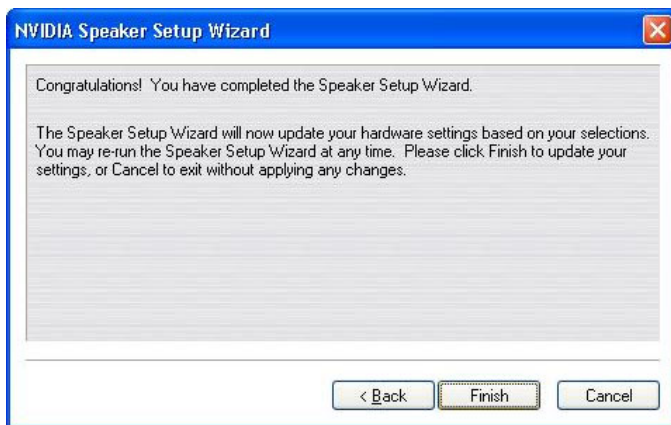 NVIDIA Speaker Setup Wizard
Congratulations! You have completed the Speaker Setup Wizard.
The Speaker Setup Wizard will now update your hardware settings based on your selections.
You may re-run the Speaker Setup Wizard at any time. Please click Finish to update your
settings, or Cancel to exit without applying any changes.
< Back Finish Cancel